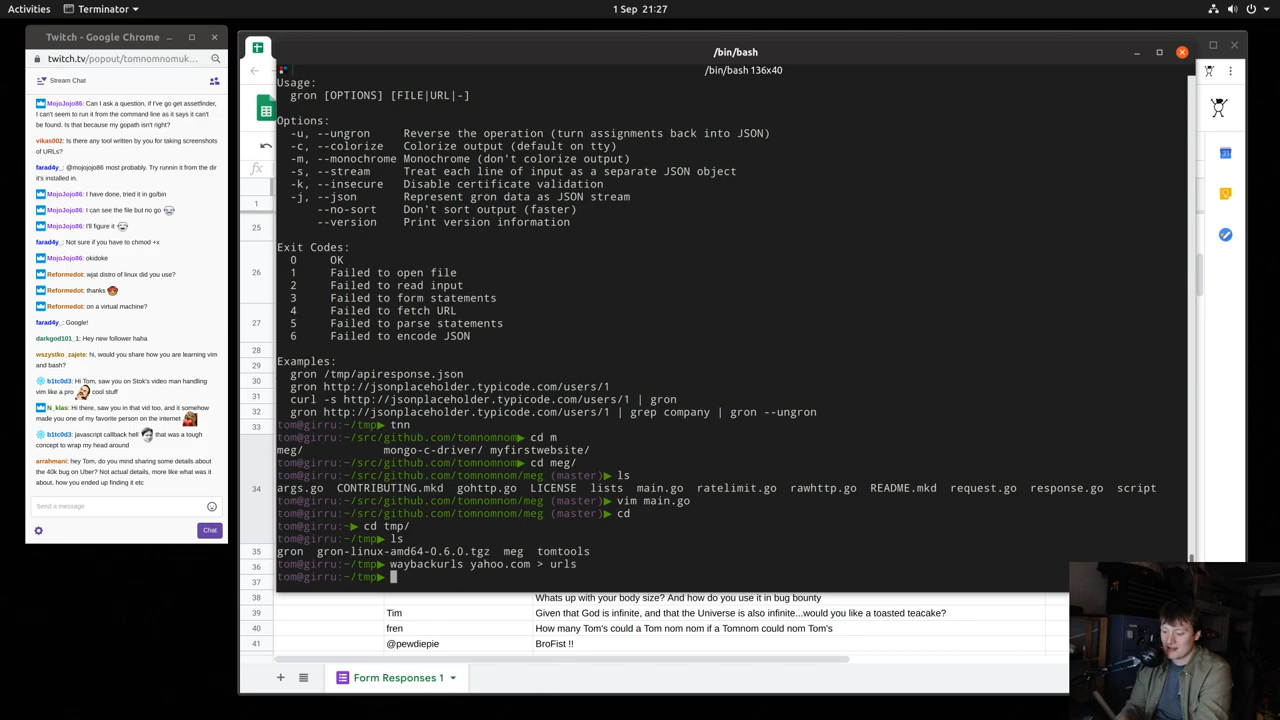 Activities
Terminator
1 Sep 21:27
Twitch - Google Chrome
twitch.tv/popout/tomnomnomuk...
Stream Chat
MojoJojo86: Can I ask a question, if I've go get assetfinder,
I can't seem to run it from the command line as it says it can't
be found. Is that because my gopath isn't right?
vikas002: Is there any tool written by you for taking screenshots
of URLs?
farad4y_: @mojojojo86 most probably. Try runnin it from the dir
it's installed in.
MojoJojo86: I have done, tried it in go/bin
MojoJojo86: I can see the file but no go
MojoJojo86: I'll figure it
farad4y_: Not sure if you have to chmod +x
MojoJojo86: okidoke
Reformedot: wjat distro of linux did you use?
Reformedot: thanks
Reformedot: on a virtual machine?
farad4y_: Google!
darkgod101_1: Hey new follower haha
wszystko_zajete: hi, would you share how you are learning vim
and bash?
b1tc0d3: Hi Tom, saw you on Stok's video man handling
vim like a pro cool stuff
N_klas: Hi there, saw you in that vid too, and it somehow
made you one of my favorite person on the internet
b1tc0d3: javascript callback hell that was a tough
concept to wrap my head around
arrahmani: hey Tom, do you mind sharing some details about
the 40k bug on Uber? Not actual details, more like what was it
about, how you ended up finding it etc
Send a message
Chat
/bin/bash
/bin/bash 136x40
Usage:
gron [OPTIONS] [FILE|URL|-]
Options:
-u, --ungron Reverse the operation (turn assignments back into JSON)
-c, --colorize Colorize output (default on tty)
-m, --monochrome Monochrome (don't colorize output)
-s, --stream Treat each line of input as a separate JSON object
-k, --insecure Disable certificate validation
-j, --json Represent gron data as JSON stream
--no-sort Don't sort output (faster)
--version Print version information
Exit Codes:
0 OK
1 Failed to open file
2 Failed to read input
3 Failed to form statements
4 Failed to fetch URL
5 Failed to parse statements
6 Failed to encode JSON
Examples:
gron /tmp/apiresponse.json
gron http://jsonplaceholder.typicode.com/users/1
curl -s http://jsonplaceholder.typicode.com/users/1 | gron
gron http://jsonplaceholder.typicode.com/users/1 | grep company | gron --ungron
tom@girru:~/tmp▶ tnn
tom@girru:~/src/github.com/tomnomnom▶ cd m
meg/ mongo-c-driver/ myfirstwebsite/
tom@girru:~/src/github.com/tomnomnom▶ cd meg/
tom@girru:~/src/github.com/tomnomnom/meg (master)▶ ls
args.go CONTRIBUTING.mkd gohttp.go LICENSE lists main.go ratelimit.go rawhttp.go README.mkd request.go response.go script
tom@girru:~/src/github.com/tomnomnom/meg (master)▶ vim main.go
tom@girru:~/src/github.com/tomnomnom/meg (master)▶ cd
tom@girru:~▶ cd tmp/
tom@girru:~/tmp▶ ls
gron gron-linux-amd64-0.6.0.tgz meg tomtools
tom@girru:~/tmp▶ waybackurls yahoo.com > urls
tom@girru:~/tmp▶
fx
1
25
26
27
28
29
30
31
32
33
34
35
36
37
38 Whats up with your body size? And how do you use it in bug bounty
39 Tim Given that God is infinite, and that the Universe is also infinite...would you like a toasted teacake?
40 fren How many Tom's could a Tom nom nom if a Tomnom could nom Tom's
41 @pewdiepie BroFist !!
Form Responses 1
31